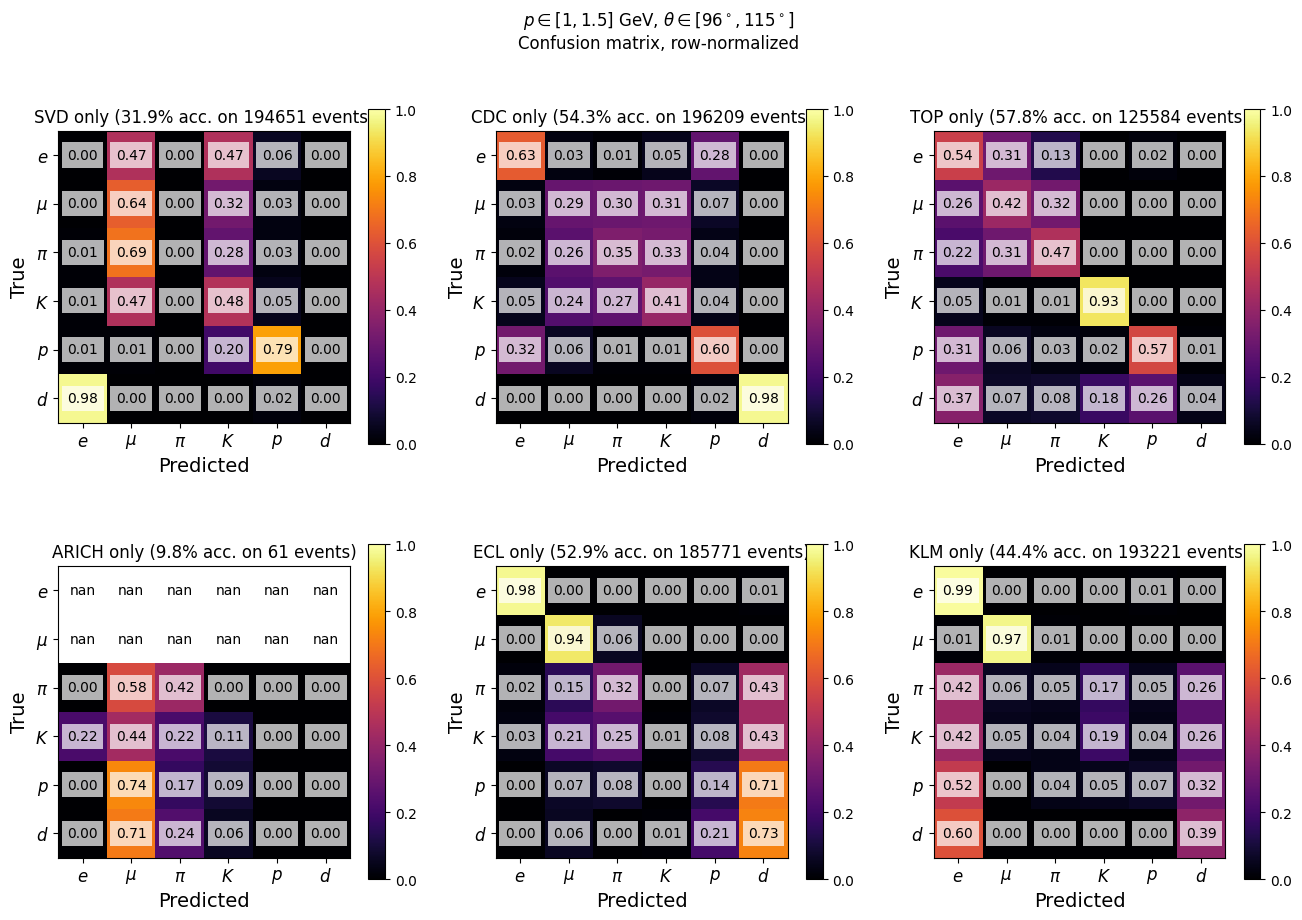 p ∈ [1, 1.5] GeV, θ ∈ [96°, 115°]
Confusion matrix, row-normalized
SVD only (31.9% acc. on 194651 events
True
e 0.00 0.47 0.00 0.47 0.06 0.00
μ 0.00 0.64 0.00 0.32 0.03 0.00
π 0.01 0.69 0.00 0.28 0.03 0.00
K 0.01 0.47 0.00 0.48 0.05 0.00
p 0.01 0.01 0.00 0.20 0.79 0.00
d 0.98 0.00 0.00 0.00 0.02 0.00
e μ π K p d
Predicted
1.0
0.8
0.6
0.4
0.2
0.0
CDC only (54.3% acc. on 196209 events
True
e 0.63 0.03 0.01 0.05 0.28 0.00
μ 0.03 0.29 0.30 0.31 0.07 0.00
π 0.02 0.26 0.35 0.33 0.04 0.00
K 0.05 0.24 0.27 0.41 0.04 0.00
p 0.32 0.06 0.01 0.01 0.60 0.00
d 0.00 0.00 0.00 0.00 0.02 0.98
e μ π K p d
Predicted
1.0
0.8
0.6
0.4
0.2
0.0
TOP only (57.8% acc. on 125584 events
True
e 0.54 0.31 0.13 0.00 0.02 0.00
μ 0.26 0.42 0.32 0.00 0.00 0.00
π 0.22 0.31 0.47 0.00 0.00 0.00
K 0.05 0.01 0.01 0.93 0.00 0.00
p 0.31 0.06 0.03 0.02 0.57 0.01
d 0.37 0.07 0.08 0.18 0.26 0.04
e μ π K p d
Predicted
1.0
0.8
0.6
0.4
0.2
0.0
ARICH only (9.8% acc. on 61 events)
True
e nan nan nan nan nan nan
μ nan nan nan nan nan nan
π 0.00 0.58 0.42 0.00 0.00 0.00
K 0.22 0.44 0.22 0.11 0.00 0.00
p 0.00 0.74 0.17 0.09 0.00 0.00
d 0.00 0.71 0.24 0.06 0.00 0.00
e μ π K p d
Predicted
1.0
0.8
0.6
0.4
0.2
0.0
ECL only (52.9% acc. on 185771 events)
True
e 0.98 0.00 0.00 0.00 0.00 0.01
μ 0.00 0.94 0.06 0.00 0.00 0.00
π 0.02 0.15 0.32 0.00 0.07 0.43
K 0.03 0.21 0.25 0.01 0.08 0.43
p 0.00 0.07 0.08 0.00 0.14 0.71
d 0.00 0.06 0.00 0.01 0.21 0.73
e μ π K p d
Predicted
1.0
0.8
0.6
0.4
0.2
0.0
KLM only (44.4% acc. on 193221 events
True
e 0.99 0.00 0.00 0.00 0.01 0.00
μ 0.01 0.97 0.01 0.00 0.00 0.00
π 0.42 0.06 0.05 0.17 0.05 0.26
K 0.42 0.05 0.04 0.19 0.04 0.26
p 0.52 0.00 0.04 0.05 0.07 0.32
d 0.60 0.00 0.00 0.00 0.00 0.39
e μ π K p d
Predicted
1.0
0.8
0.6
0.4
0.2
0.0